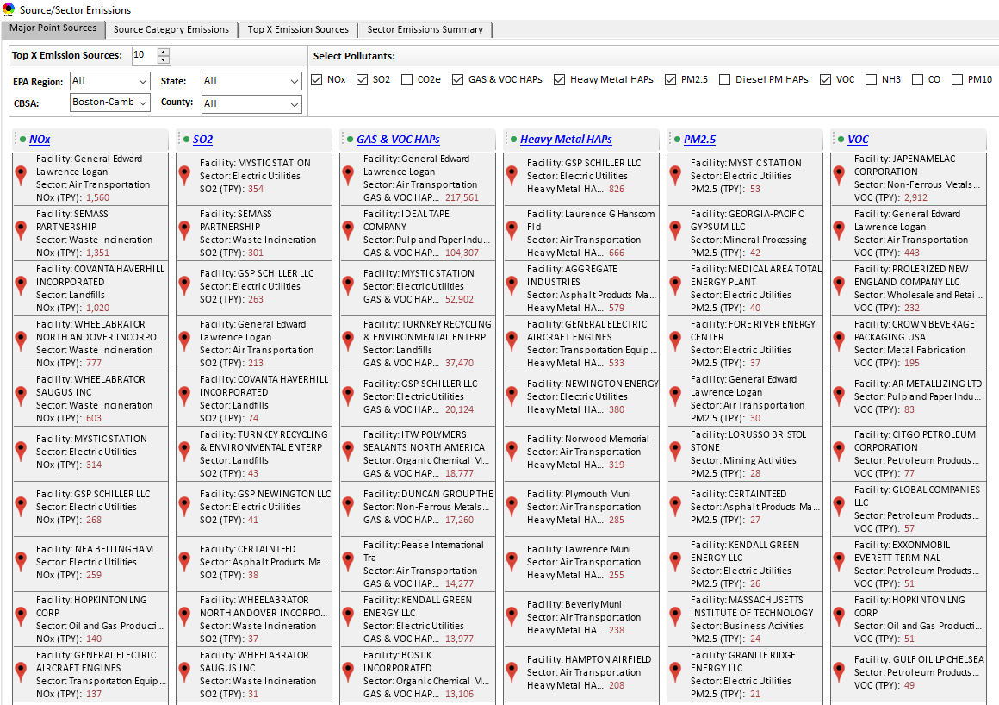 Source/Sector Emissions
Major Point Sources
Source Category Emissions
Top X Emission Sources
Sector Emissions Summary
Top X Emission Sources: 10
EPA Region: All
State: All
CBSA: Boston-Camb
County: All
Select Pollutants:
NOx
SO2
CO2e
GAS & VOC HAPs
Heavy Metal HAPs
PM2.5
Diesel PM HAPs
VOC
NH3
CO
PM10
NOx
Facility: General Edward
Lawrence Logan
Sector: Air Transportation
NOx (TPY): 1,560
Facility: SEMASS
PARTNERSHIP
Sector: Waste Incineration
NOx (TPY): 1,351
Facility: COVANTA HAVERHILL
INCORPORATED
Sector: Landfills
NOx (TPY): 1,020
Facility: WHEELABRATOR
NORTH ANDOVER INCORPO...
Sector: Waste Incineration
NOx (TPY): 777
Facility: WHEELABRATOR
SAUGUS INC
Sector: Waste Incineration
NOx (TPY): 603
Facility: MYSTIC STATION
Sector: Electric Utilities
NOx (TPY): 314
Facility: GSP SCHILLER LLC
Sector: Electric Utilities
NOx (TPY): 268
Facility: NEA BELLINGHAM
Sector: Electric Utilities
NOx (TPY): 259
Facility: HOPKINTON LNG
CORP
Sector: Oil and Gas Producti...
NOx (TPY): 140
Facility: GENERAL ELECTRIC
AIRCRAFT ENGINES
Sector: Transportation Equip ...
NOx (TPY): 137
SO2
Facility: MYSTIC STATION
Sector: Electric Utilities
SO2 (TPY): 354
Facility: SEMASS
PARTNERSHIP
Sector: Waste Incineration
SO2 (TPY): 301
Facility: GSP SCHILLER LLC
Sector: Electric Utilities
SO2 (TPY): 263
Facility: General Edward
Lawrence Logan
Sector: Air Transportation
SO2 (TPY): 213
Facility: COVANTA HAVERHILL
INCORPORATED
Sector: Landfills
SO2 (TPY): 74
Facility: TURNKEY RECYCLING
& ENVIRONMENTAL ENTERP
Sector: Landfills
SO2 (TPY): 43
Facility: GSP NEWINGTON LLC
Sector: Electric Utilities
SO2 (TPY): 41
Facility: CERTAINTEED
Sector: Asphalt Products Ma...
SO2 (TPY): 38
Facility: WHEELABRATOR
NORTH ANDOVER INCORPO...
Sector: Waste Incineration
SO2 (TPY): 37
Facility: WHEELABRATOR
SAUGUS INC
Sector: Waste Incineration
SO2 (TPY): 31
GAS & VOC HAPs
Facility: General Edward
Lawrence Logan
Sector: Air Transportation
GAS & VOC HAP... 217,561
Facility: IDEAL TAPE
COMPANY
Sector: Pulp and Paper Indu...
GAS & VOC HAP... 104,307
Facility: MYSTIC STATION
Sector: Electric Utilities
GAS & VOC HAP... 52,902
Facility: TURNKEY RECYCLING
& ENVIRONMENTAL ENTERP
Sector: Landfills
GAS & VOC HAP... 37,470
Facility: GSP SCHILLER LLC
Sector: Electric Utilities
GAS & VOC HAP... 20,124
Facility: ITW POLYMERS
SEALANTS NORTH AMERICA
Sector: Organic Chemical M...
GAS & VOC HAP... 18,777
Facility: DUNCAN GROUP THE
Sector: Non-Ferrous Metals...
GAS & VOC HAP... 17,260
Facility: Pease International
Tra
Sector: Air Transportation
GAS & VOC HAP... 14,277
Facility: KENDALL GREEN
ENERGY LLC
Sector: Electric Utilities
GAS & VOC HAP... 13,977
Facility: BOSTIK
INCORPORATED
Sector: Organic Chemical M...
GAS & VOC HAP... 13,106
Heavy Metal HAPs
Facility: GSP SCHILLER LLC
Sector: Electric Utilities
Heavy Metal HA... 826
Facility: Laurence G Hanscom
Fld
Sector: Air Transportation
Heavy Metal HA... 666
Facility: AGGREGATE
INDUSTRIES
Sector: Asphalt Products Ma...
Heavy Metal HA... 579
Facility: GENERAL ELECTRIC
AIRCRAFT ENGINES
Sector: Transportation Equip ...
Heavy Metal HA... 533
Facility: NEWINGTON ENERGY
Sector: Electric Utilities
Heavy Metal HA... 380
Facility: Norwood Memorial
Sector: Air Transportation
Heavy Metal HA... 319
Facility: Plymouth Muni
Sector: Air Transportation
Heavy Metal HA... 285
Facility: Lawrence Muni
Sector: Air Transportation
Heavy Metal HA... 255
Facility: Beverly Muni
Sector: Air Transportation
Heavy Metal HA... 238
Facility: HAMPTON AIRFIELD
Sector: Air Transportation
Heavy Metal HA... 208
PM2.5
Facility: MYSTIC STATION
Sector: Electric Utilities
PM2.5 (TPY): 53
Facility: GEORGIA-PACIFIC
GYPSUM LLC
Sector: Mineral Processing
PM2.5 (TPY): 42
Facility: MEDICAL AREA TOTAL
ENERGY PLANT
Sector: Electric Utilities
PM2.5 (TPY): 40
Facility: FORE RIVER ENERGY
CENTER
Sector: Electric Utilities
PM2.5 (TPY): 37
Facility: General Edward
Lawrence Logan
Sector: Air Transportation
PM2.5 (TPY): 30
Facility: LORUSSO BRISTOL
STONE
Sector: Mining Activities
PM2.5 (TPY): 28
Facility: CERTAINTEED
Sector: Asphalt Products Ma...
PM2.5 (TPY): 27
Facility: KENDALL GREEN
ENERGY LLC
Sector: Electric Utilities
PM2.5 (TPY): 26
Facility: MASSACHUSETTS
INSTITUTE OF TECHNOLOGY
Sector: Business Activities
PM2.5 (TPY): 24
Facility: GRANITE RIDGE
ENERGY LLC
Sector: Electric Utilities
PM2.5 (TPY): 21
VOC
Facility: JAPENAMELAC
CORPORATION
Sector: Non-Ferrous Metals...
VOC (TPY): 2,912
Facility: General Edward
Lawrence Logan
Sector: Air Transportation
VOC (TPY): 443
Facility: PROLERIZED NEW
ENGLAND COMPANY LLC
Sector: Wholesale and Retai...
VOC (TPY): 232
Facility: CROWN BEVERAGE
PACKAGING USA
Sector: Metal Fabrication
VOC (TPY): 195
Facility: AR METALLIZING LTD
Sector: Pulp and Paper Indu...
VOC (TPY): 83
Facility: CITGO PETROLEUM
CORPORATION
Sector: Petroleum Products...
VOC (TPY): 77
Facility: GLOBAL COMPANIES
LLC
Sector: Petroleum Products...
VOC (TPY): 57
Facility: EXXONMOBIL
EVERETT TERMINAL
Sector: Petroleum Products...
VOC (TPY): 51
Facility: HOPKINTON LNG
CORP
Sector: Oil and Gas Producti...
VOC (TPY): 51
Facility: GULF OIL LP CHELSEA
Sector: Petroleum Products...
VOC (TPY): 49